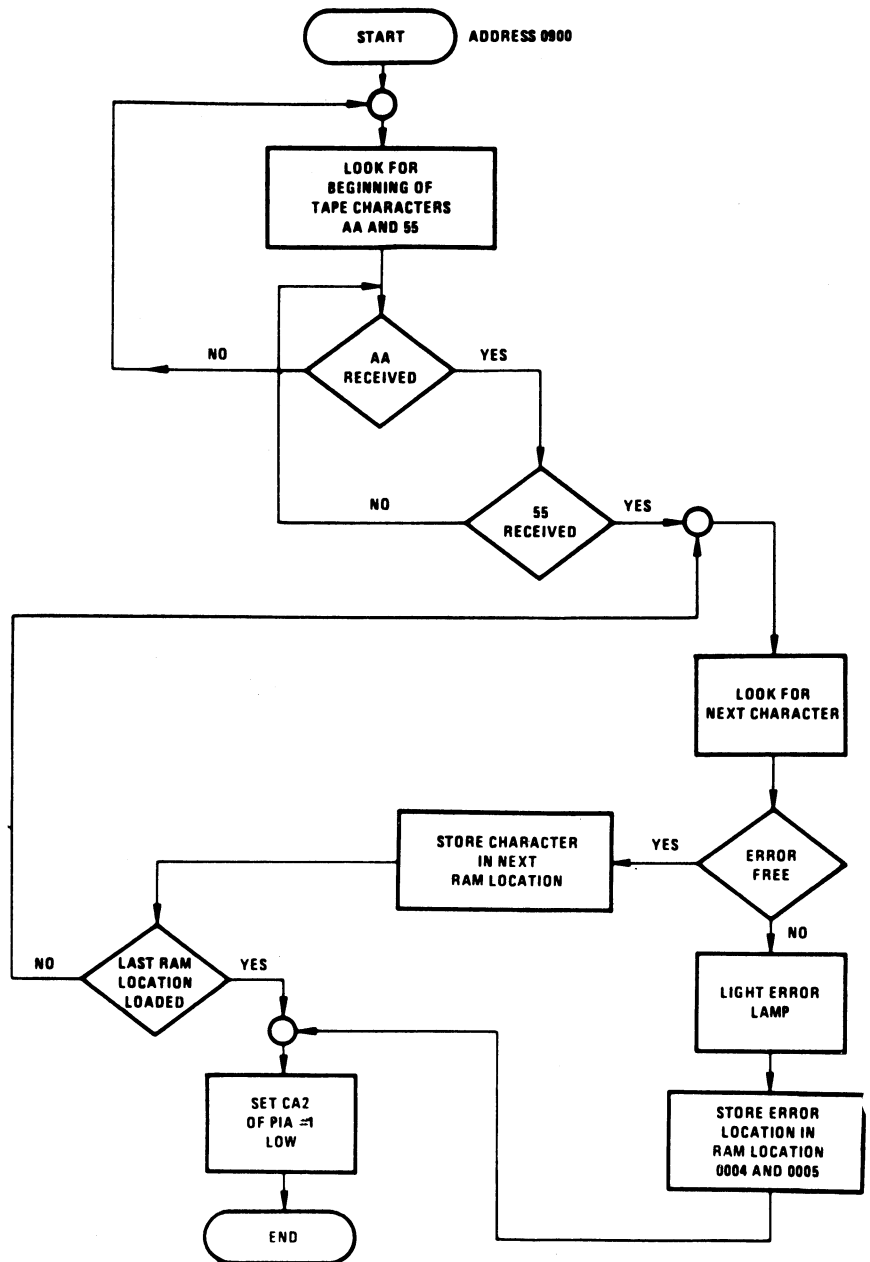 START
ADDRESS 0900
LOOK FOR
BEGINNING OF
TAPE CHARACTERS
AA AND 55
NO
AA
RECEIVED
YES
NO
55
RECEIVED
YES
LOOK FOR
NEXT CHARACTER
STORE CHARACTER
IN NEXT
RAM LOCATION
YES
ERROR
FREE
NO
NO
LAST RAM
LOCATION
LOADED
YES
LIGHT ERROR
LAMP
SET CA2
OF PIA =1
LOW
STORE ERROR
LOCATION IN
RAM LOCATION
0004 AND 0005
END